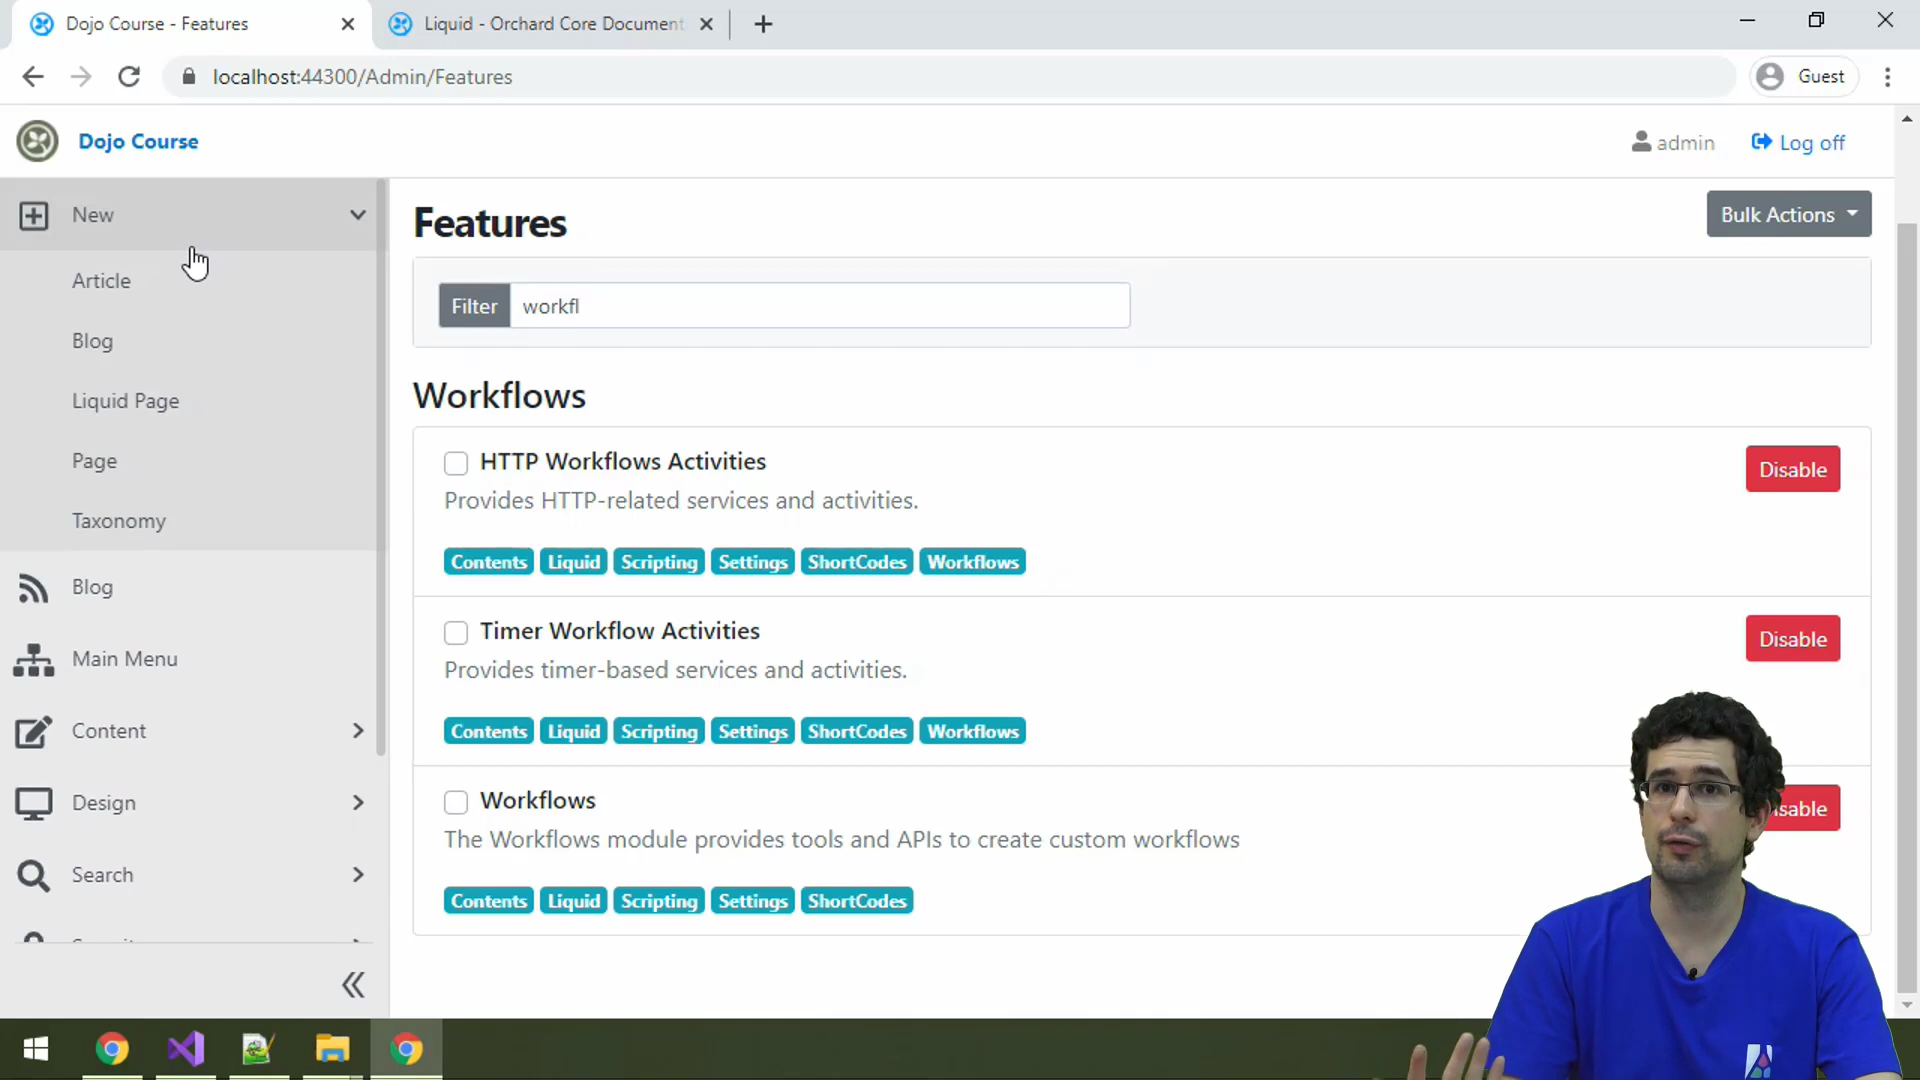 Dojo Course - Features
Liquid - Orchard Core Document
localhost:44300/Admin/Features
Guest
Dojo Course
admin
Log off
New
Article
Blog
Liquid Page
Page
Taxonomy
Blog
Main Menu
Content
Design
Search
Features
Bulk Actions
Filter
workfl
Workflows
HTTP Workflows Activities
Disable
Provides HTTP-related services and activities.
Contents Liquid Scripting Settings ShortCodes Workflows
Timer Workflow Activities
Disable
Provides timer-based services and activities.
Contents Liquid Scripting Settings ShortCodes Workflows
Workflows
sable
The Workflows module provides tools and APIs to create custom workflows
Contents Liquid Scripting Settings ShortCodes